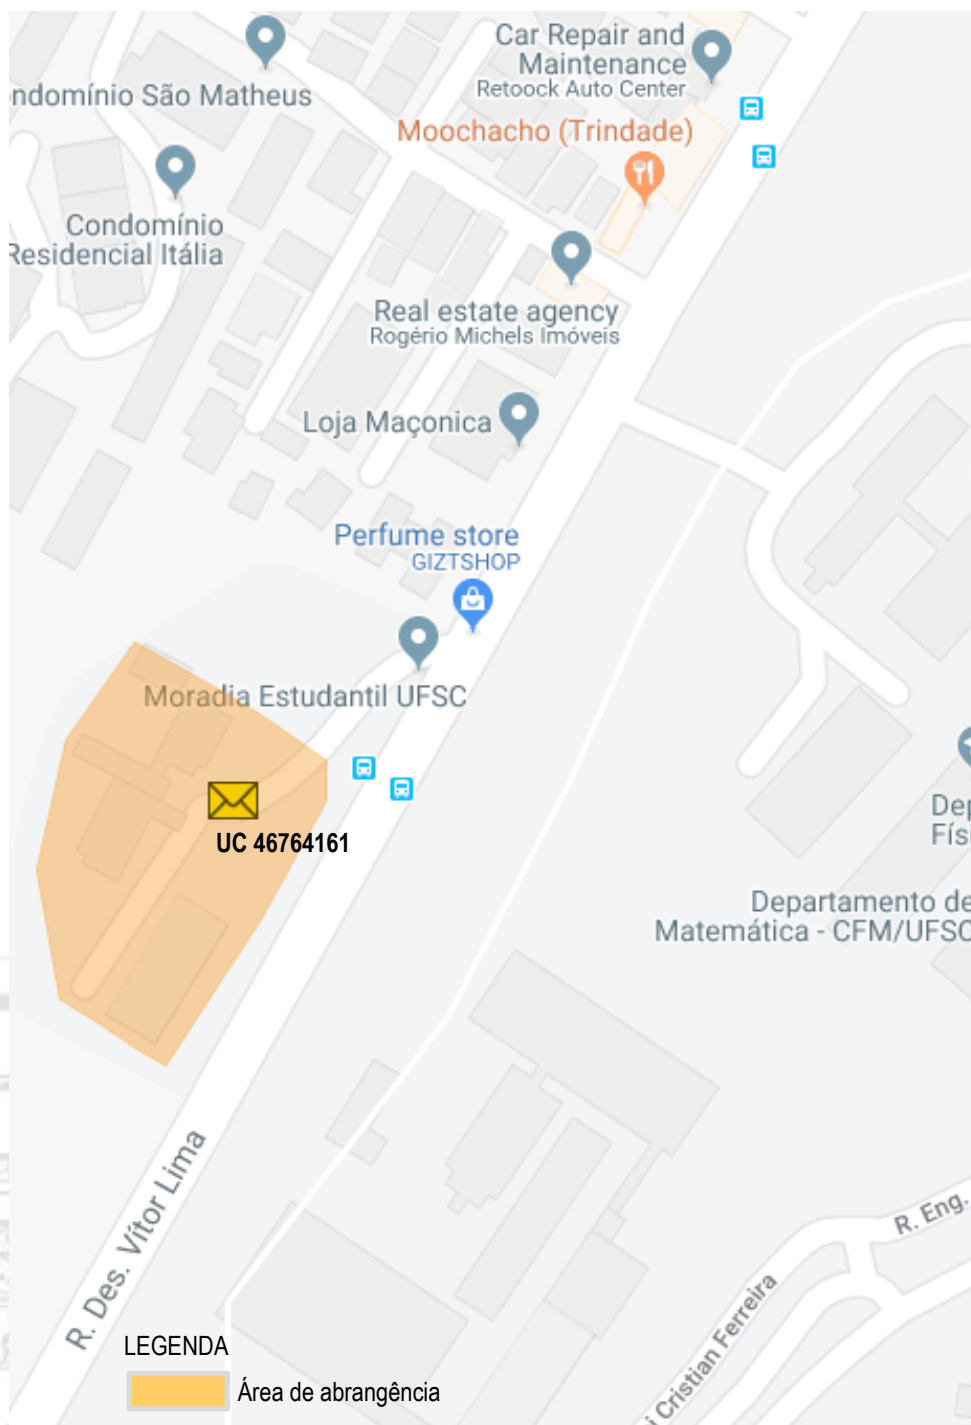 Car Repair and
Maintenance
Retoock Auto Center
ndomínio São Matheus
Moochacho (Trindade)
Condomínio
Residencial Itália
Real estate agency
Rogério Michels Imóveis
Loja Maçonica
Perfume store
GIZTSHOP
Moradia Estudantil UFSC
UC 46764161
Dep
Fís
Departamento de
Matemática - CFM/UFSC
R. Des. Vítor Lima
R. Eng.
i Cristian Ferreira
LEGENDA
Área de abrangência